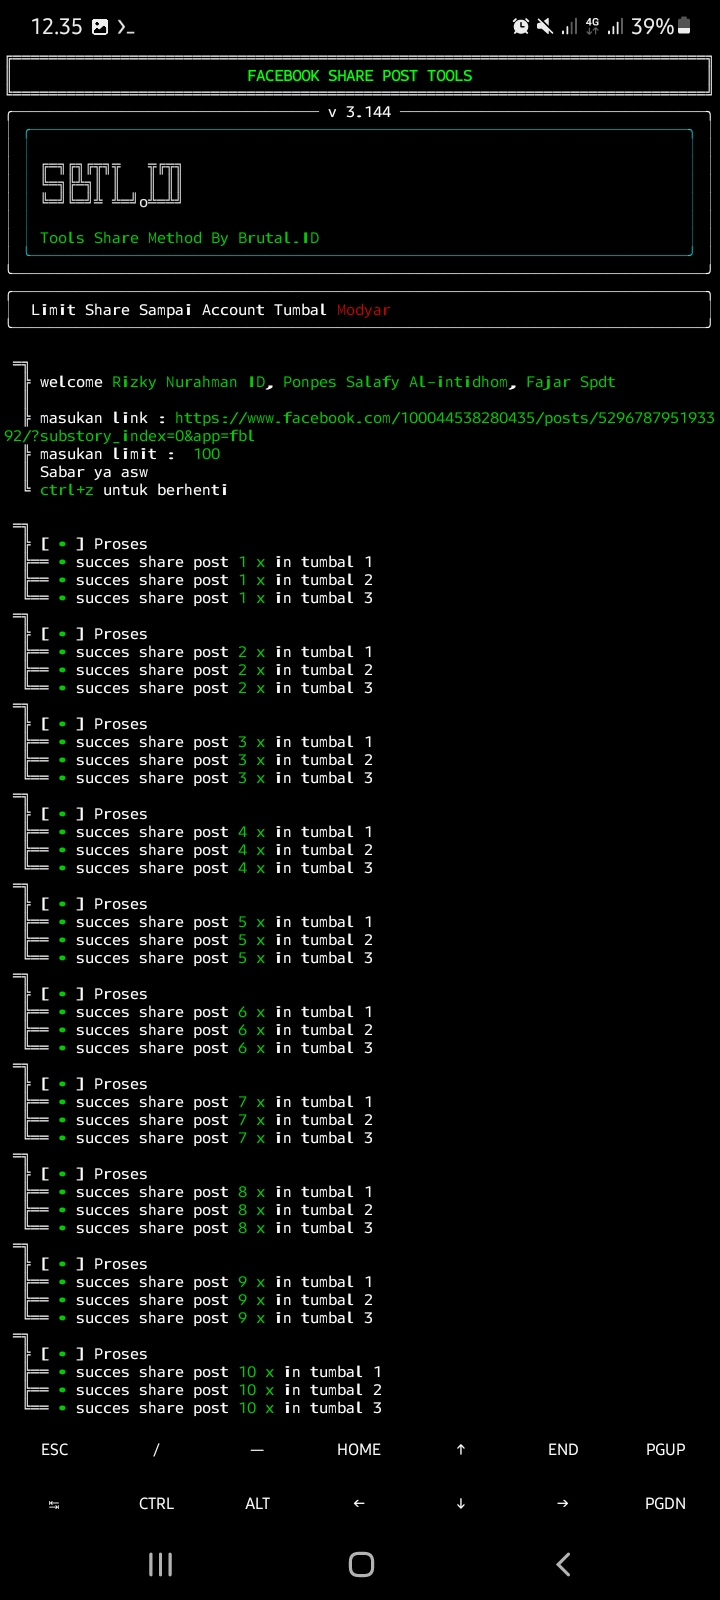 12.35
4G
39%
FACEBOOK SHARE POST TOOLS
v 3.144
SBTL.ID
Tools Share Method By Brutal.ID
Limit Share Sampai Account Tumbal Modyar
welcome Rizky Nurahman ID, Ponpes Salafy Al-intidhom, Fajar Spdt
masukan link : https://www.facebook.com/100044538280435/posts/5296787951933
92/?substory_index=0&app=fbl
masukan limit : 100
Sabar ya asw
ctrl+z untuk berhenti
[ • ] Proses
• succes share post 1 x in tumbal 1
• succes share post 1 x in tumbal 2
• succes share post 1 x in tumbal 3
[ • ] Proses
• succes share post 2 x in tumbal 1
• succes share post 2 x in tumbal 2
• succes share post 2 x in tumbal 3
[ • ] Proses
• succes share post 3 x in tumbal 1
• succes share post 3 x in tumbal 2
• succes share post 3 x in tumbal 3
[ • ] Proses
• succes share post 4 x in tumbal 1
• succes share post 4 x in tumbal 2
• succes share post 4 x in tumbal 3
[ • ] Proses
• succes share post 5 x in tumbal 1
• succes share post 5 x in tumbal 2
• succes share post 5 x in tumbal 3
[ • ] Proses
• succes share post 6 x in tumbal 1
• succes share post 6 x in tumbal 2
• succes share post 6 x in tumbal 3
[ • ] Proses
• succes share post 7 x in tumbal 1
• succes share post 7 x in tumbal 2
• succes share post 7 x in tumbal 3
[ • ] Proses
• succes share post 8 x in tumbal 1
• succes share post 8 x in tumbal 2
• succes share post 8 x in tumbal 3
[ • ] Proses
• succes share post 9 x in tumbal 1
• succes share post 9 x in tumbal 2
• succes share post 9 x in tumbal 3
[ • ] Proses
• succes share post 10 x in tumbal 1
• succes share post 10 x in tumbal 2
• succes share post 10 x in tumbal 3
ESC / — HOME ↑ END PGUP
↹ CTRL ALT ← ↓ → PGDN